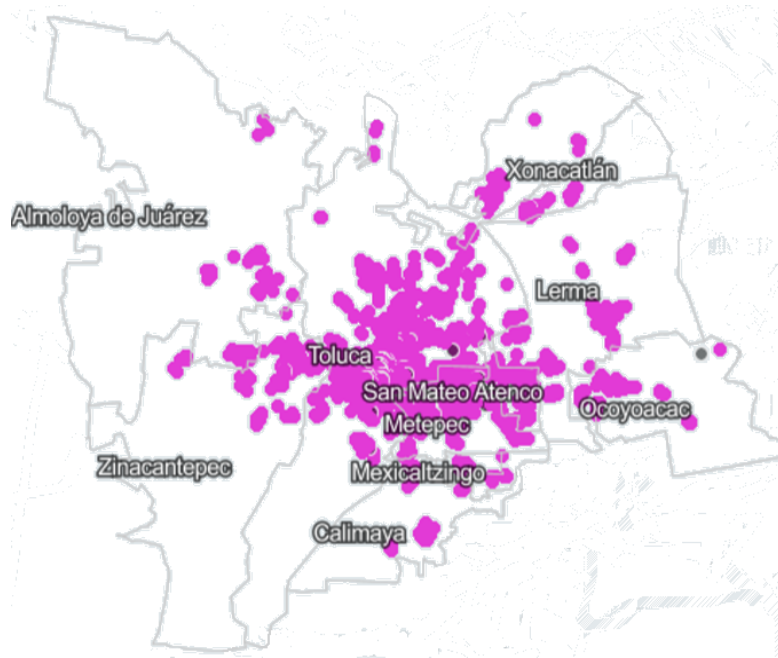 Xonacatlán
Almoloya de Juárez
Lerma
Toluca
San Mateo Atenco
Ocoyoacac
Metepec
Zinacantepec
Mexicaltzingo
Calimaya